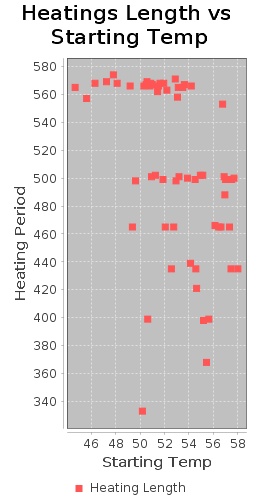 Heatings Length vs
Starting Temp
Heating Period
580
560
540
520
500
480
460
440
420
400
380
360
340
46 48 50 52 54 56 58
Starting Temp
Heating Length